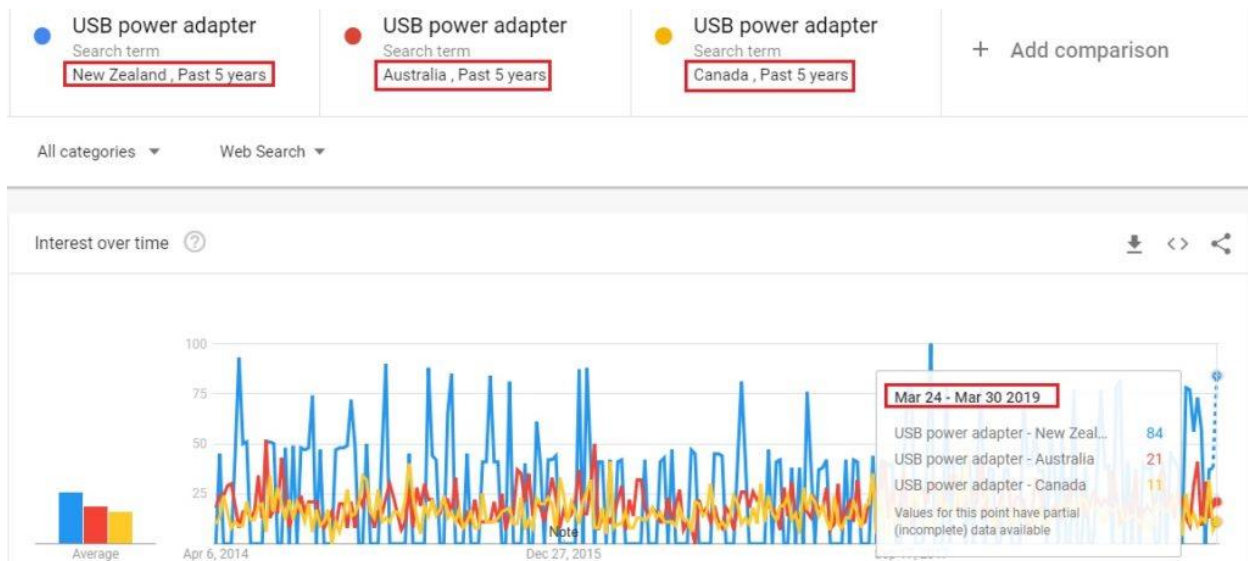 USB power adapter
Search term
New Zealand , Past 5 years
USB power adapter
Search term
Australia , Past 5 years
USB power adapter
Search term
Canada , Past 5 years
+ Add comparison
All categories
Web Search
Interest over time
100
75
50
25
Average
Apr 6, 2014
Note
Dec 27, 2015
Mar 24 - Mar 30 2019
USB power adapter - New Zeal... 84
USB power adapter - Australia 21
USB power adapter - Canada 11
Values for this point have partial
(incomplete) data available